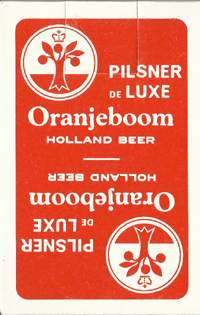 PILSNER
DE LUXE
Oranjeboom
HOLLAND BEER
HOLLAND BEER
Oranjeboom
DE LUXE
PILSNER